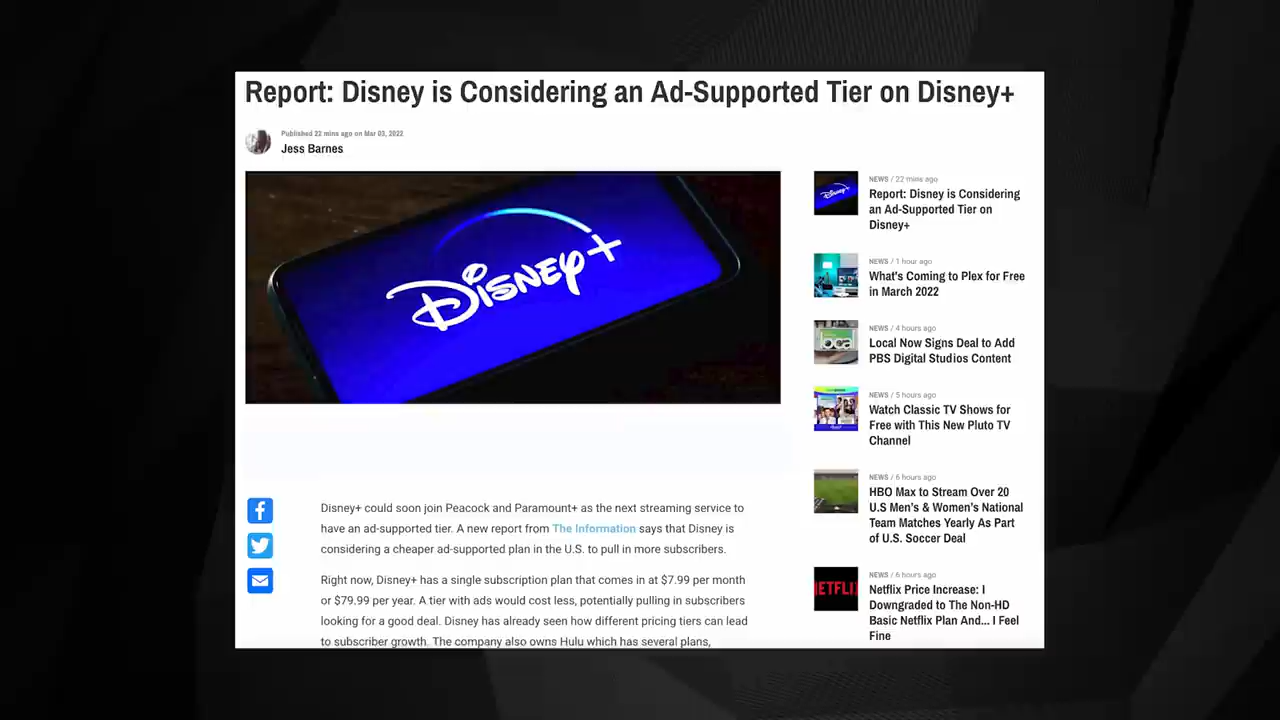 Report: Disney is Considering an Ad-Supported Tier on Disney+
Published 22 mins ago on Mar 03, 2022
Jess Barnes
Disney+
Disney+ could soon join Peacock and Paramount+ as the next streaming service to
have an ad-supported tier. A new report from The Information says that Disney is
considering a cheaper ad-supported plan in the U.S. to pull in more subscribers.
Right now, Disney+ has a single subscription plan that comes in at $7.99 per month
or $79.99 per year. A tier with ads would cost less, potentially pulling in subscribers
looking for a good deal. Disney has already seen how different pricing tiers can lead
to subscriber growth. The company also owns Hulu which has several plans,
NEWS / 22 mins ago
Report: Disney is Considering
an Ad-Supported Tier on
Disney+
NEWS / 1 hour ago
What's Coming to Plex for Free
in March 2022
NEWS / 4 hours ago
Local Now Signs Deal to Add
PBS Digital Studios Content
NEWS / 5 hours ago
Watch Classic TV Shows for
Free with This New Pluto TV
Channel
NEWS / 6 hours ago
HBO Max to Stream Over 20
U.S Men's & Women's National
Team Matches Yearly As Part
of U.S. Soccer Deal
NEWS / 6 hours ago
Netflix Price Increase: I
Downgraded to The Non-HD
Basic Netflix Plan And... I Feel
Fine